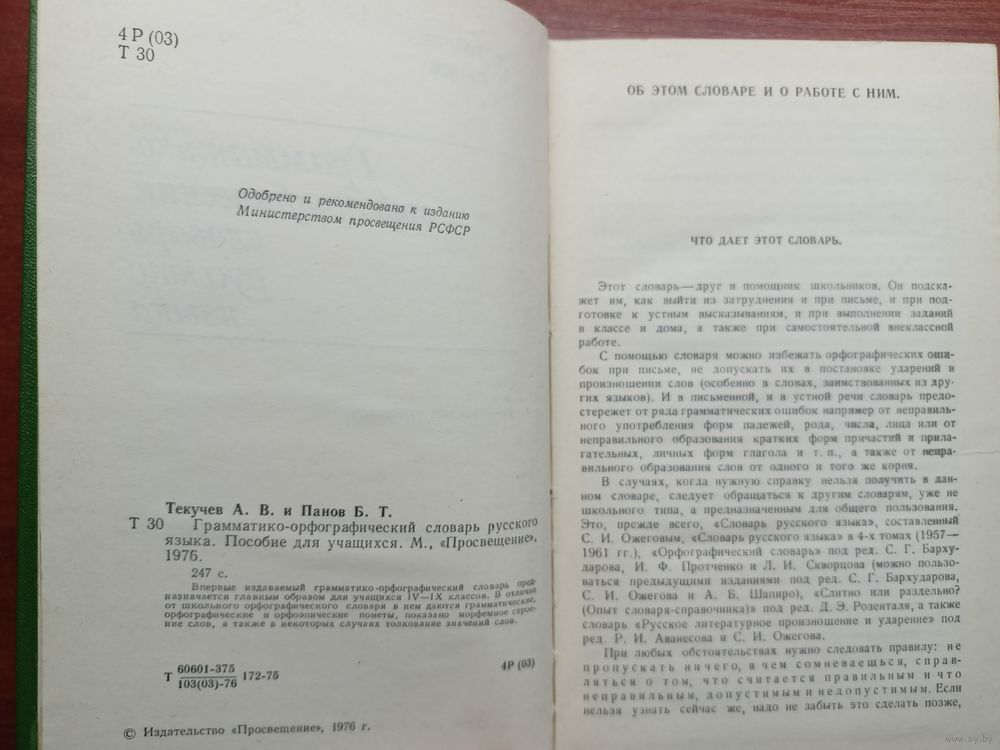 4 Р (03)
Т 30
Одобрено и рекомендовано к изданию
Министерством просвещения РСФСР
Текучев А. В. и Панов Б. Т.
Т 30 Грамматико-орфографический словарь русского
языка. Пособие для учащихся. М., «Просвещение»,
1976.
247 с.
Впервые издаваемый грамматико-орфографический словарь пред-
назначается главным образом для учащихся IV—IX классов. В отличие
от школьного орфографического словаря в нем даются грамматические,
орфографические и орфоэпические пометы, показано морфемное строе-
ние слов, а также в некоторых случаях толкование значений слов.
Т 60601-375 172-75 4Р (03)
103(03)-76
© Издательство «Просвещение», 1976 г.
ОБ ЭТОМ СЛОВАРЕ И О РАБОТЕ С НИМ.
ЧТО ДАЕТ ЭТОТ СЛОВАРЬ.
Этот словарь—друг и помощник школьников. Он подска-
жет им, как выйти из затруднения и при письме, и при под-
готовке к устным высказываниям, и при выполнении заданий
в классе и дома, а также при самостоятельной внеклассной
работе.
С помощью словаря можно избежать орфографических оши-
бок при письме, не допускать их в постановке ударений и
произношении слов (особенно в словах, заимствованных из дру-
гих языков). И в письменной, и в устной речи словарь предо-
стережет от ряда грамматических ошибок например от неправиль-
ного употребления форм падежей, рода, числа, лица или от
неправильного образования кратких форм причастий и прила-
гательных, личных форм глагола и т. п., а также от непра-
вильного образования слов от одного и того же корня.
В случаях, когда нужную справку нельзя получить в дан-
ном словаре, следует обращаться к другим словарям, уже не
школьного типа, а предназначенным для общего пользования.
Это, прежде всего, «Словарь русского языка», составленный
С. И. Ожеговым, «Словарь русского языка» в 4-х томах (1957—
1961 гг.), «Орфографический словарь» под ред. С. Г. Барху-
дарова, И. Ф. Протченко и Л. И. Скворцова (можно пользо-
ваться предыдущими изданиями под ред. С. Г. Бархударова,
С. И. Ожегова и А. Б. Шапиро), «Слитно или раздельно?
(Опыт словаря-справочника)» под ред. Д. Э. Розенталя, а также
словарь «Русское литературное произношение и ударение» под
ред. Р. И. Аванесова и С. И. Ожегова.
При любых обстоятельствах нужно следовать правилу: не
пропускать ничего, в чем сомневаешься, справ-
ляться о том, что считается правильным и что
неправильным, допустимым и недопустимым. Если
нельзя узнать сейчас же, надо не забыть это сделать позже,
www.ay.by